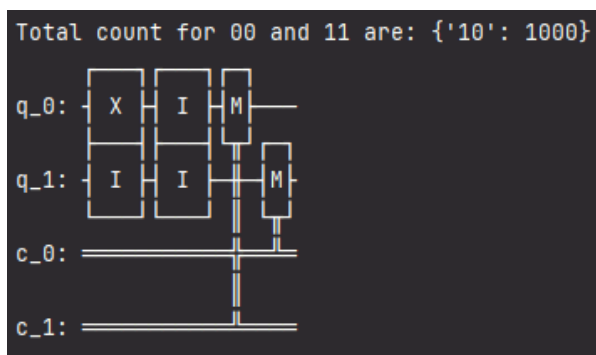 Total count for 00 and 11 are: {'10': 1000}
q_0: X I M
q_1: I I M
c_0:
c_1: